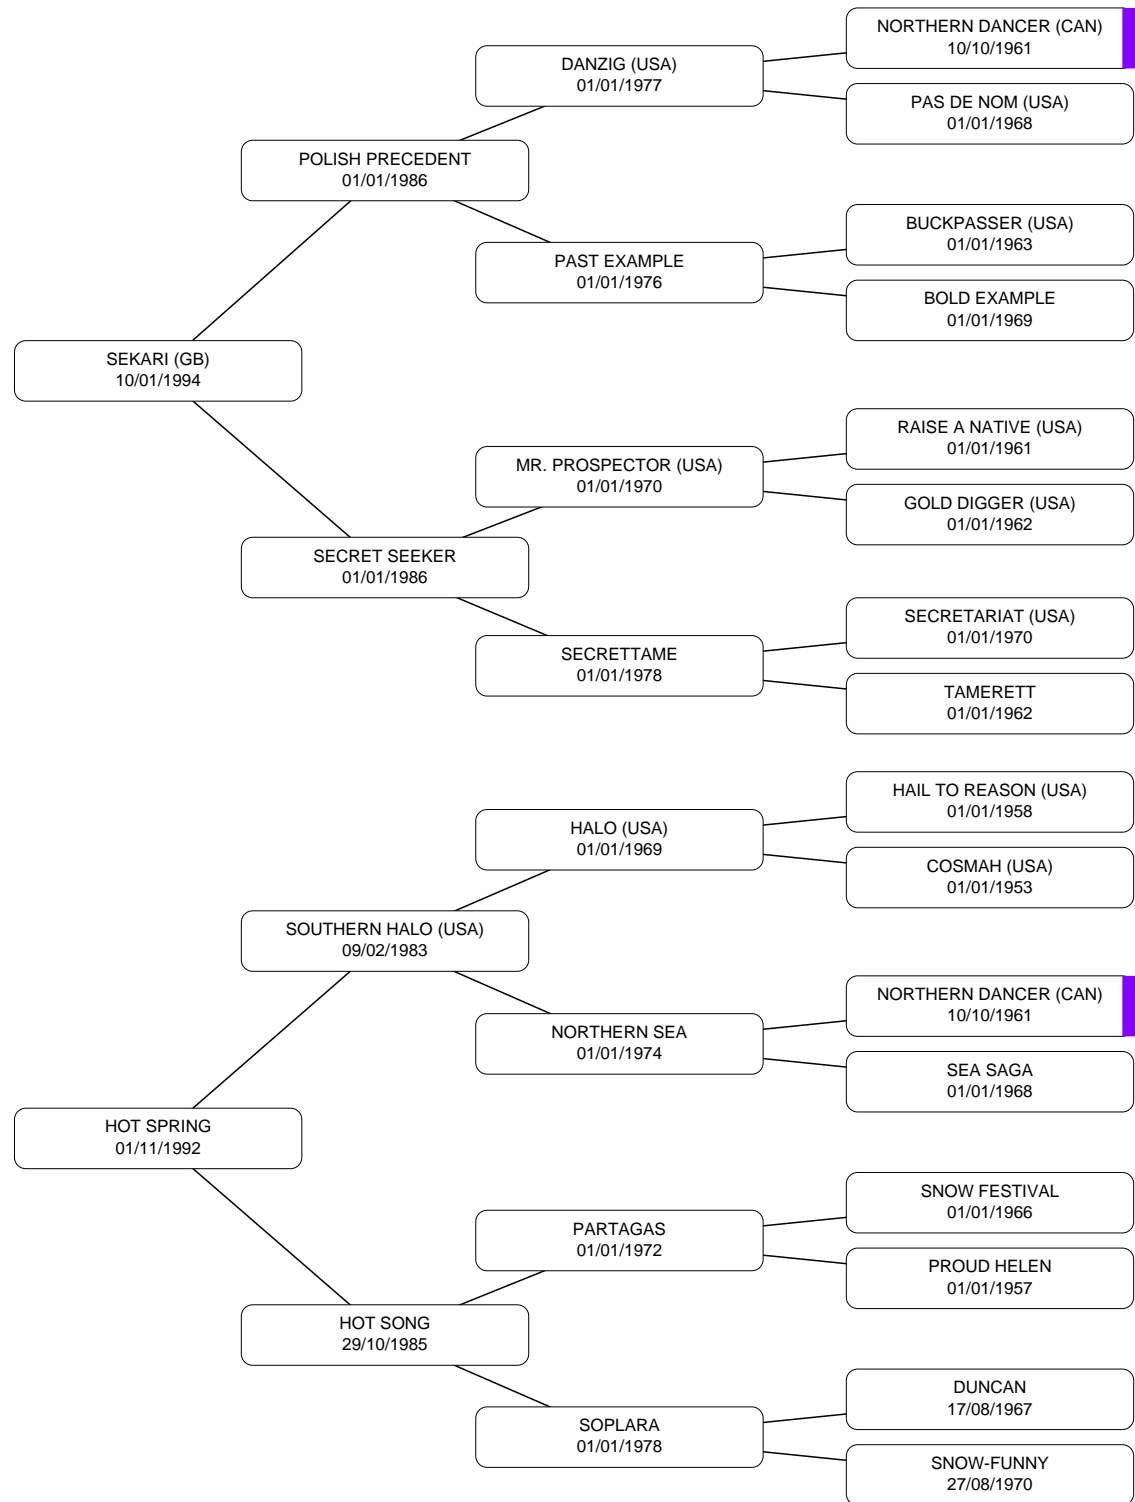 NORTHERN DANCER (CAN)
10/10/1961
DANZIG (USA)
01/01/1977
PAS DE NOM (USA)
01/01/1968
POLISH PRECEDENT
01/01/1986
BUCKPASSER (USA)
01/01/1963
PAST EXAMPLE
01/01/1976
BOLD EXAMPLE
01/01/1969
SEKARI (GB)
10/01/1994
RAISE A NATIVE (USA)
01/01/1961
MR. PROSPECTOR (USA)
01/01/1970
GOLD DIGGER (USA)
01/01/1962
SECRET SEEKER
01/01/1986
SECRETARIAT (USA)
01/01/1970
SECRETTAME
01/01/1978
TAMERETT
01/01/1962
HAIL TO REASON (USA)
01/01/1958
HALO (USA)
01/01/1969
COSMAH (USA)
01/01/1953
SOUTHERN HALO (USA)
09/02/1983
NORTHERN DANCER (CAN)
10/10/1961
NORTHERN SEA
01/01/1974
SEA SAGA
01/01/1968
HOT SPRING
01/11/1992
SNOW FESTIVAL
01/01/1966
PARTAGAS
01/01/1972
PROUD HELEN
01/01/1957
HOT SONG
29/10/1985
DUNCAN
17/08/1967
SOPLARA
01/01/1978
SNOW-FUNNY
27/08/1970